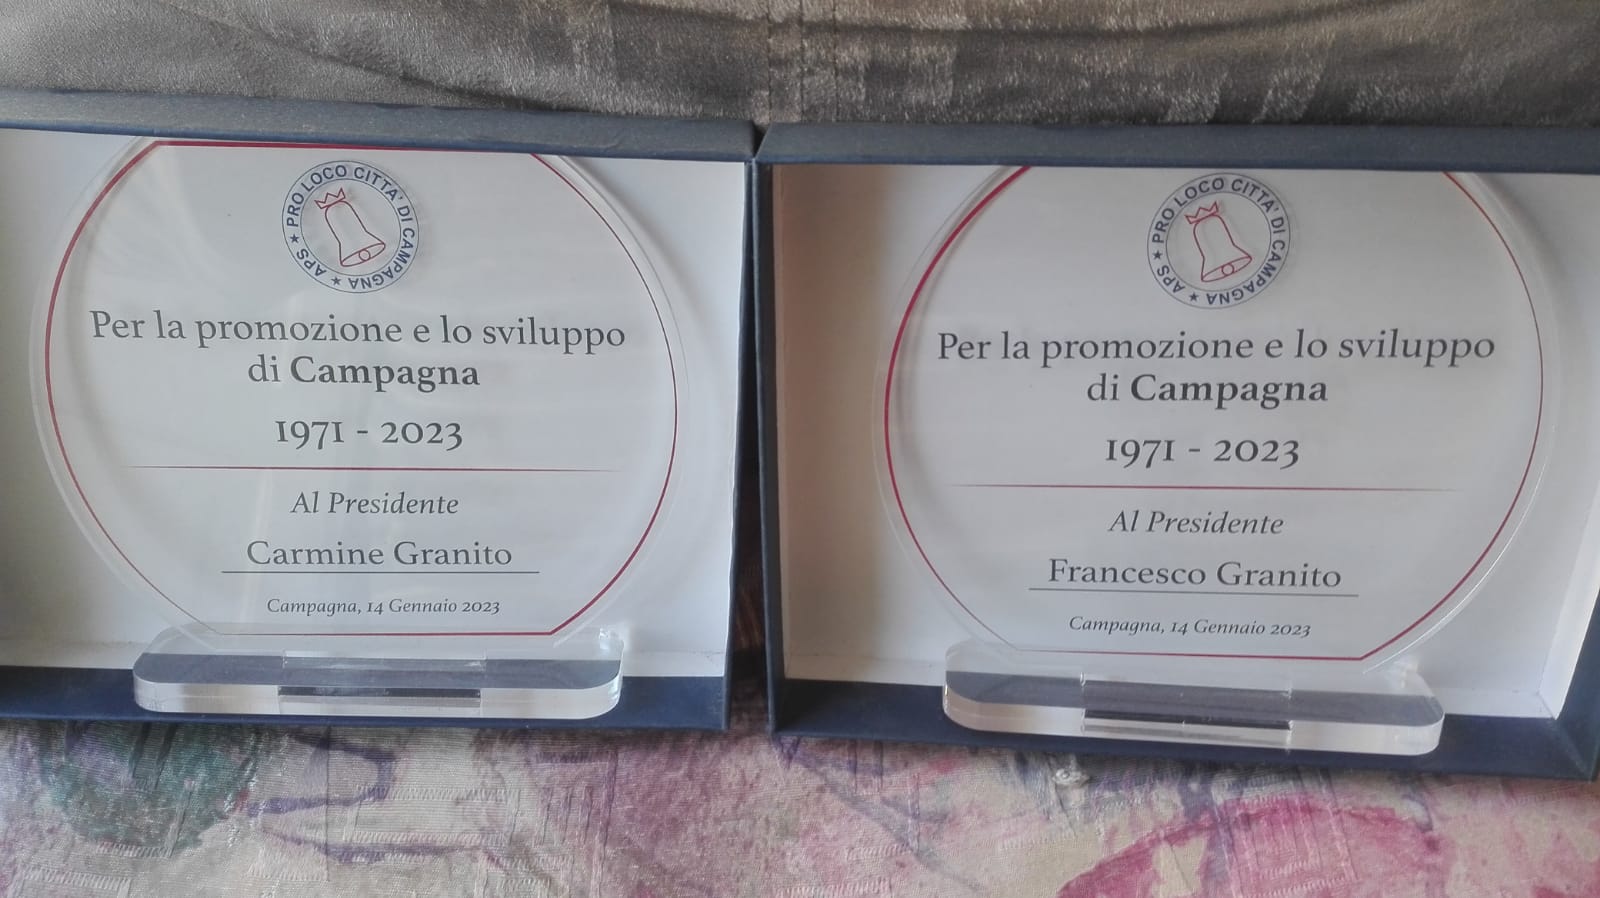 PRO LOCO CITTA' DI CAMPAGNA ★ APS ★
Per la promozione e lo sviluppo
di Campagna
1971 - 2023
Al Presidente
Carmine Granito
Campagna, 14 Gennaio 2023
PRO LOCO CITTA' DI CAMPAGNA ★ APS ★
Per la promozione e lo sviluppo
di Campagna
1971 - 2023
Al Presidente
Francesco Granito
Campagna, 14 Gennaio 2023